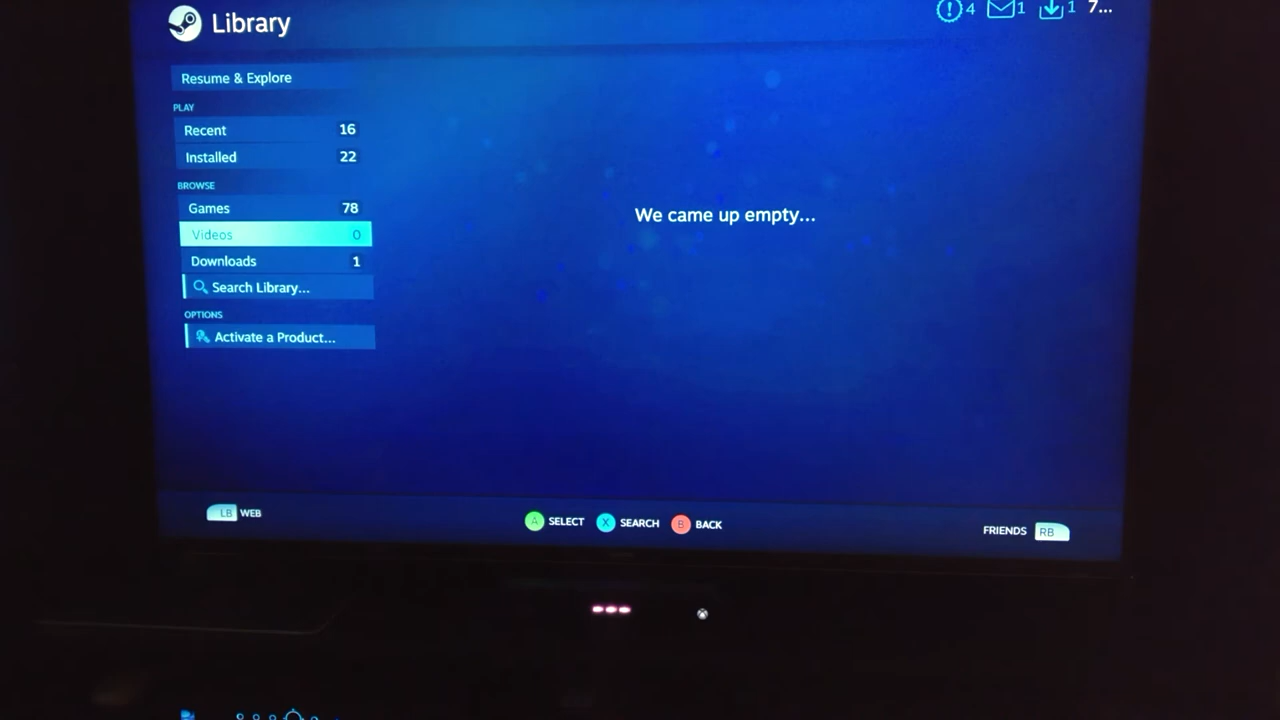 Library
4 1 1 7...
Resume & Explore
PLAY
Recent 16
Installed 22
BROWSE
Games 78
Videos 0
Downloads 1
Search Library...
OPTIONS
Activate a Product...
We came up empty...
LB WEB
A SELECT X SEARCH B BACK
FRIENDS RB